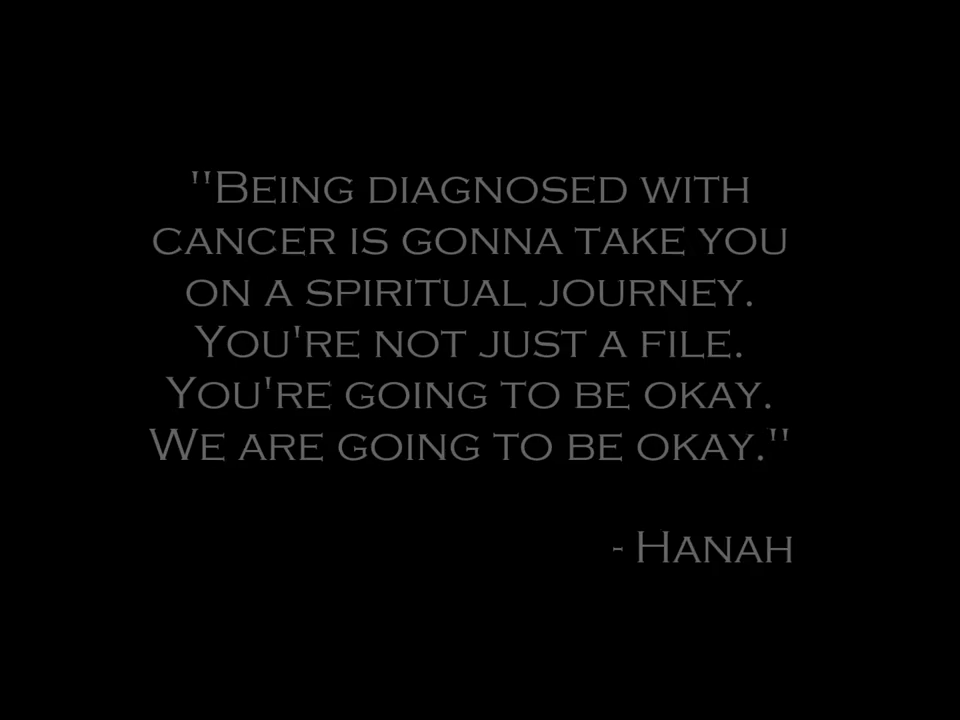 "Being diagnosed with
cancer is gonna take you
on a spiritual journey.
You're not just a file.
You're going to be okay.
We are going to be okay."
- Hanah